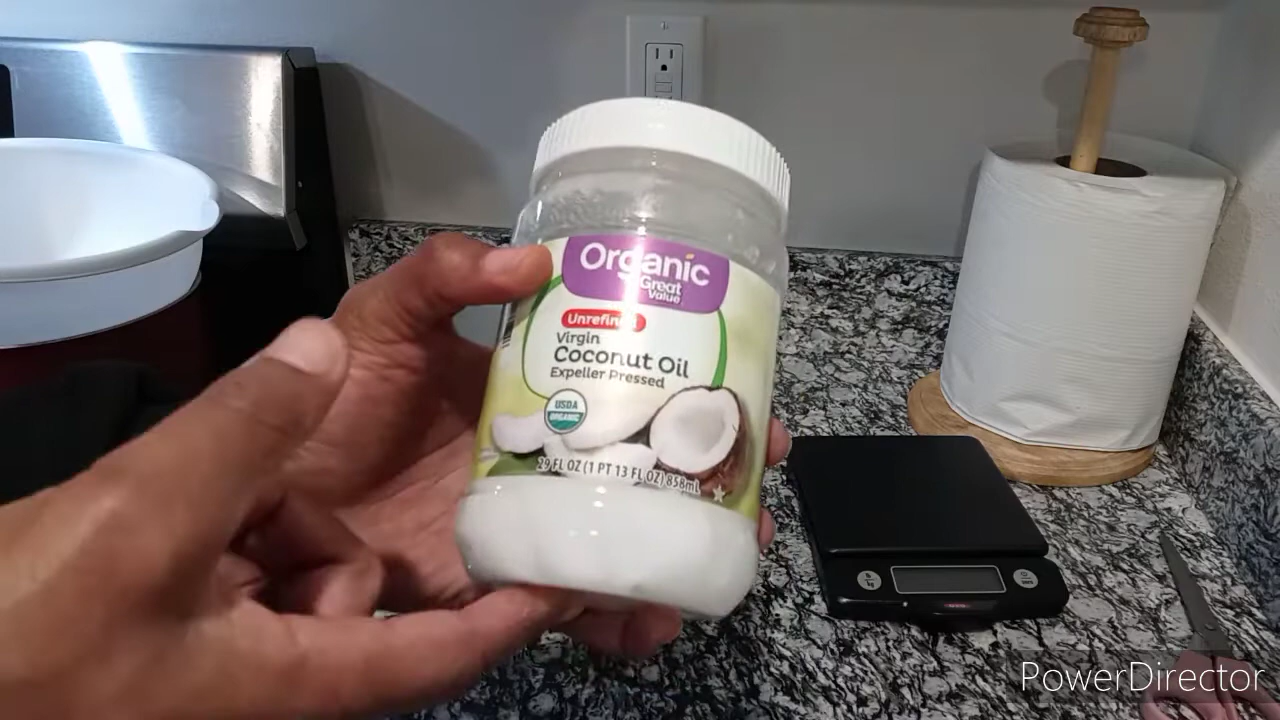 Organic
Great
Value
Unrefined
Virgin
Coconut Oil
Expeller Pressed
USDA
ORGANIC
29 FL OZ (1 PT 13 FL OZ) 858mL
PowerDirector